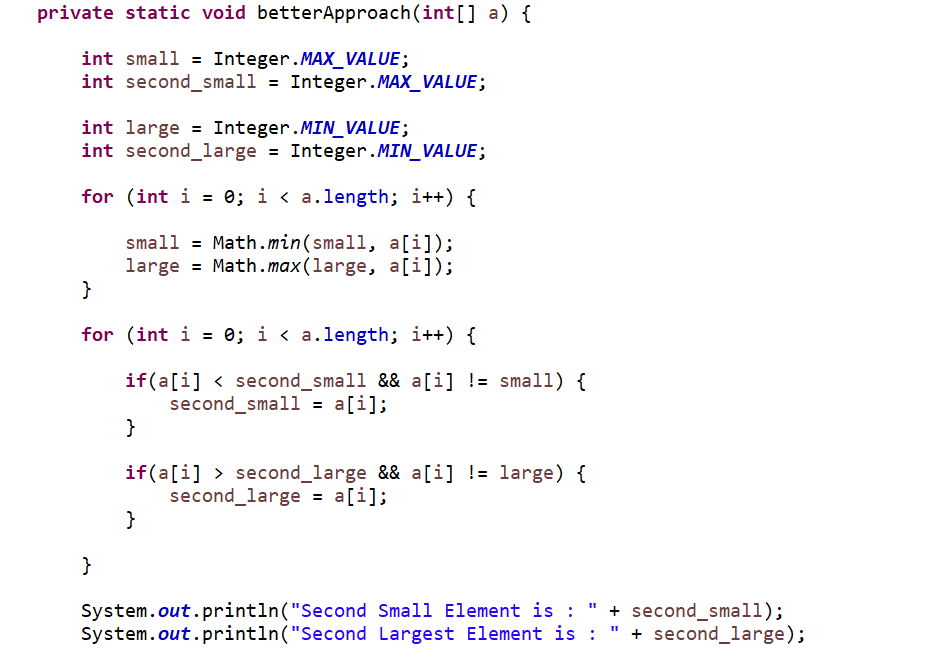 private static void betterApproach(int[] a) {
int small = Integer.MAX_VALUE;
int second_small = Integer.MAX_VALUE;
int large = Integer.MIN_VALUE;
int second_large = Integer.MIN_VALUE;
for (int i = 0; i < a.length; i++) {
small = Math.min(small, a[i]);
large = Math.max(large, a[i]);
}
for (int i = 0; i < a.length; i++) {
if(a[i] < second_small && a[i] != small) {
second_small = a[i];
}
if(a[i] > second_large && a[i] != large) {
second_large = a[i];
}
}
System.out.println("Second Small Element is : " + second_small);
System.out.println("Second Largest Element is : " + second_large);